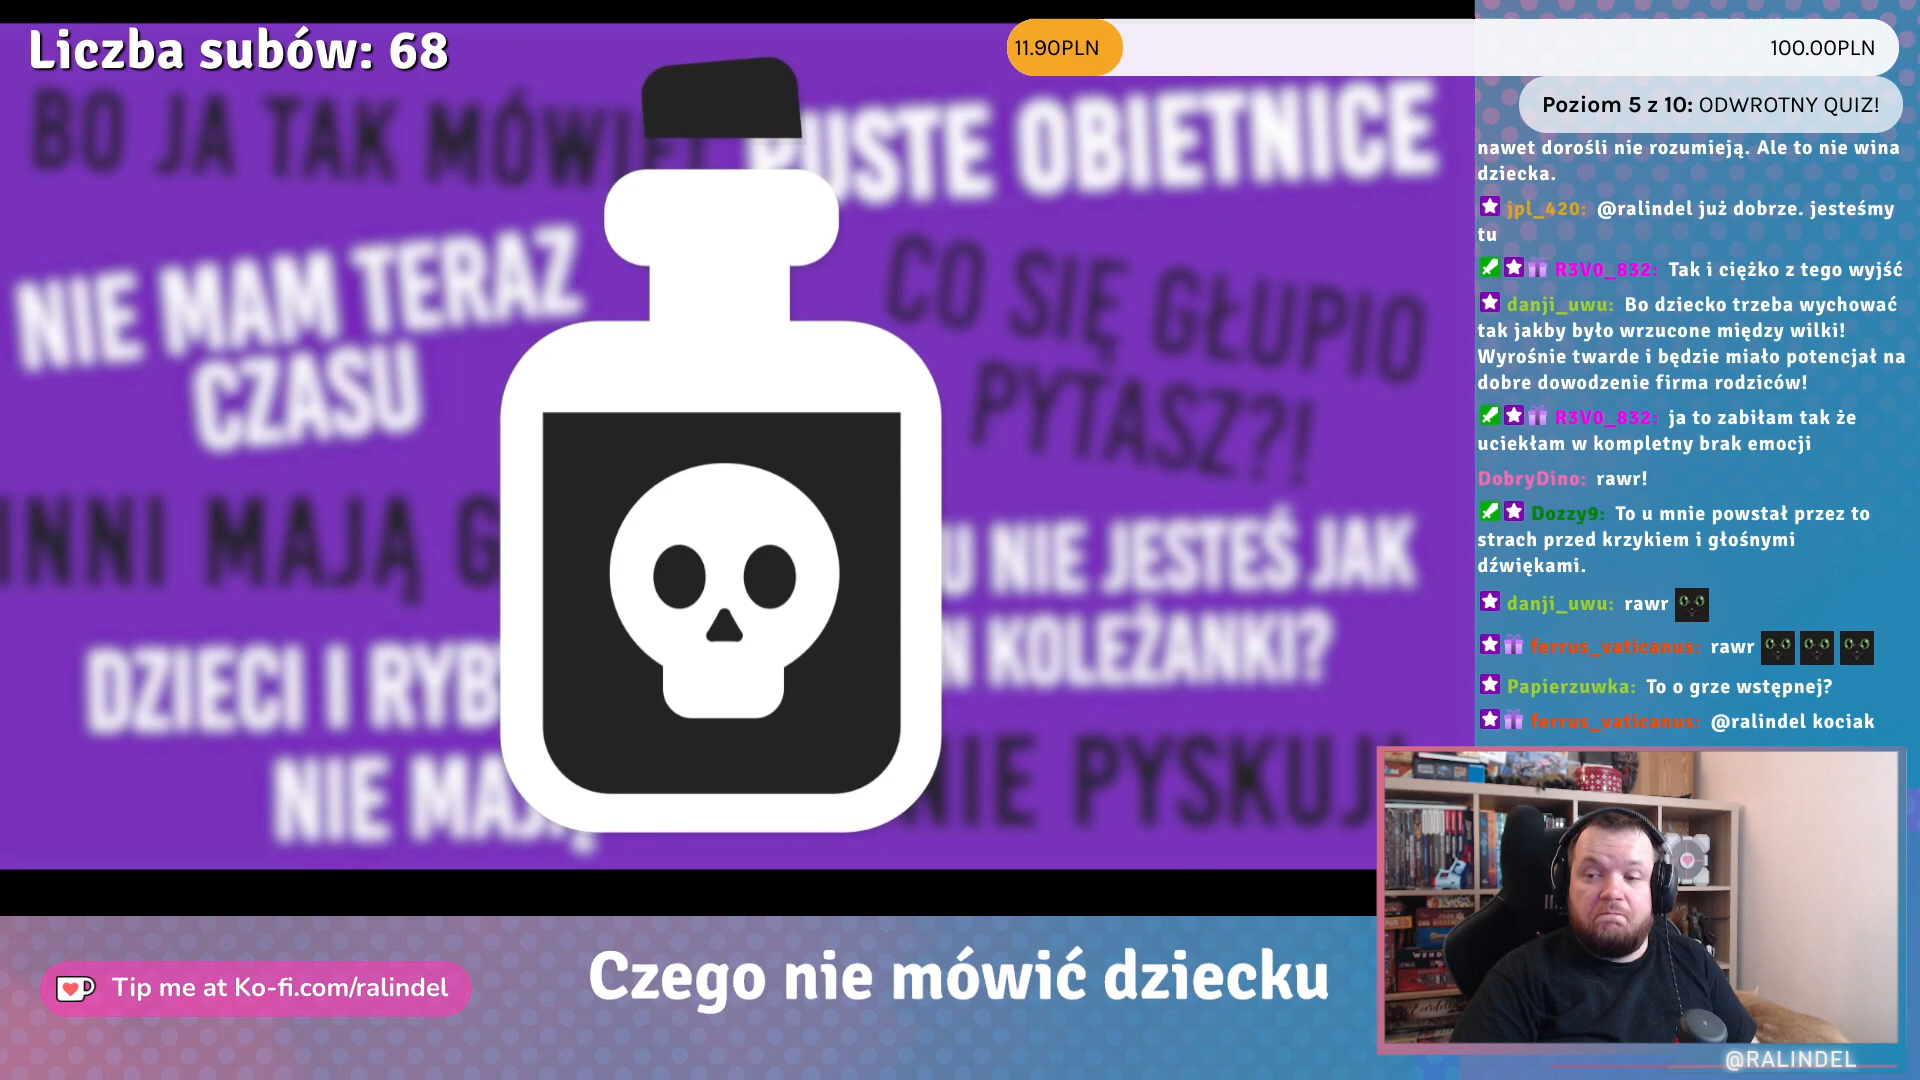 Liczba subów: 68
11.90PLN
100.00PLN
Poziom 5 z 10: ODWROTNY QUIZ!
BO JA TAK MÓWIĘ!
PUSTE OBIETNICE
NIE MAM TERAZ
CZASU
CO SIĘ GŁUPIO
PYTASZ?!
INNI MAJĄ G
U NIE JESTEŚ JAK
N KOLEŻANKI?
DZIECI I RYB
NIE MAJĄ
NIE PYSKUJ!
nawet dorośli nie rozumieją. Ale to nie wina
dziecka.
jpl_420: @ralindel już dobrze. jesteśmy
tu
R3V0_832: Tak i ciężko z tego wyjść
danji_uwu: Bo dziecko trzeba wychować
tak jakby było wrzucone między wilki!
Wyrośnie twarde i będzie miało potencjał na
dobre dowodzenie firma rodziców!
R3V0_832: ja to zabiłam tak że
uciekłam w kompletny brak emocji
DobryDino: rawr!
Dozzy9: To u mnie powstał przez to
strach przed krzykiem i głośnymi
dźwiękami.
danji_uwu: rawr
ferrus_vaticanus: rawr
Papierzuwka: To o grze wstępnej?
ferrus_vaticanus: @ralindel kociak
Tip me at Ko-fi.com/ralindel
Czego nie mówić dziecku
@RALINDEL